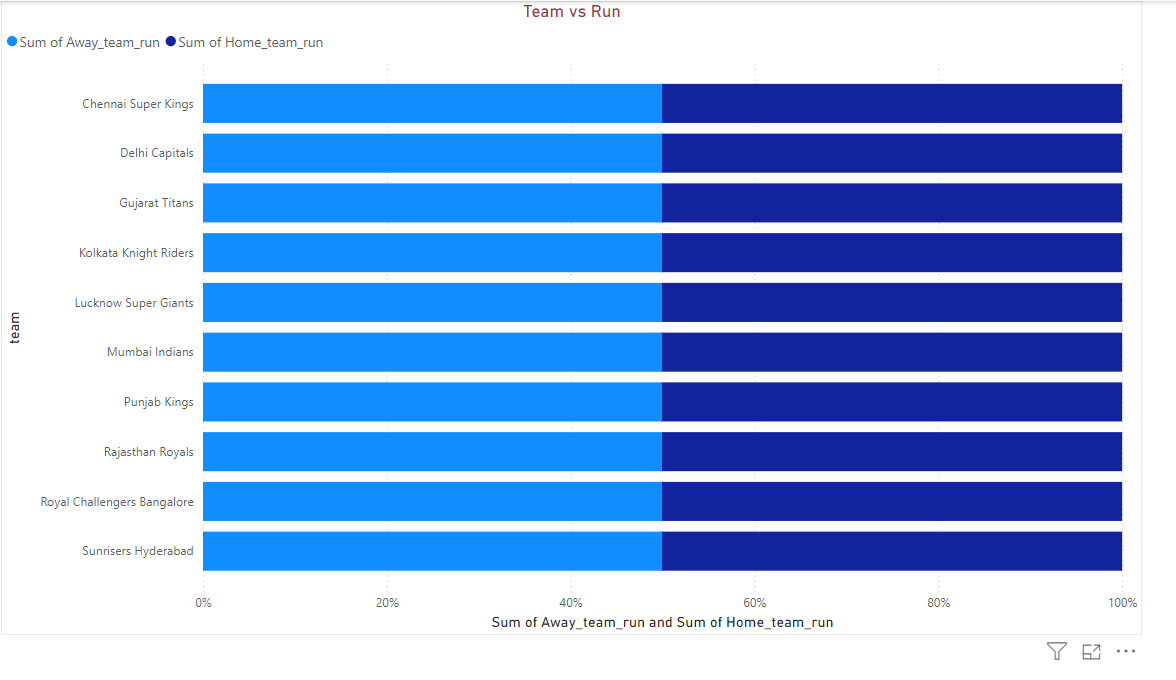 Team vs Run
Sum of Away_team_run Sum of Home_team_run
Chennai Super Kings
Delhi Capitals
Gujarat Titans
Kolkata Knight Riders
Lucknow Super Giants
Mumbai Indians
Punjab Kings
Rajasthan Royals
Royal Challengers Bangalore
Sunrisers Hyderabad
team
0% 20% 40% 60% 80% 100%
Sum of Away_team_run and Sum of Home_team_run